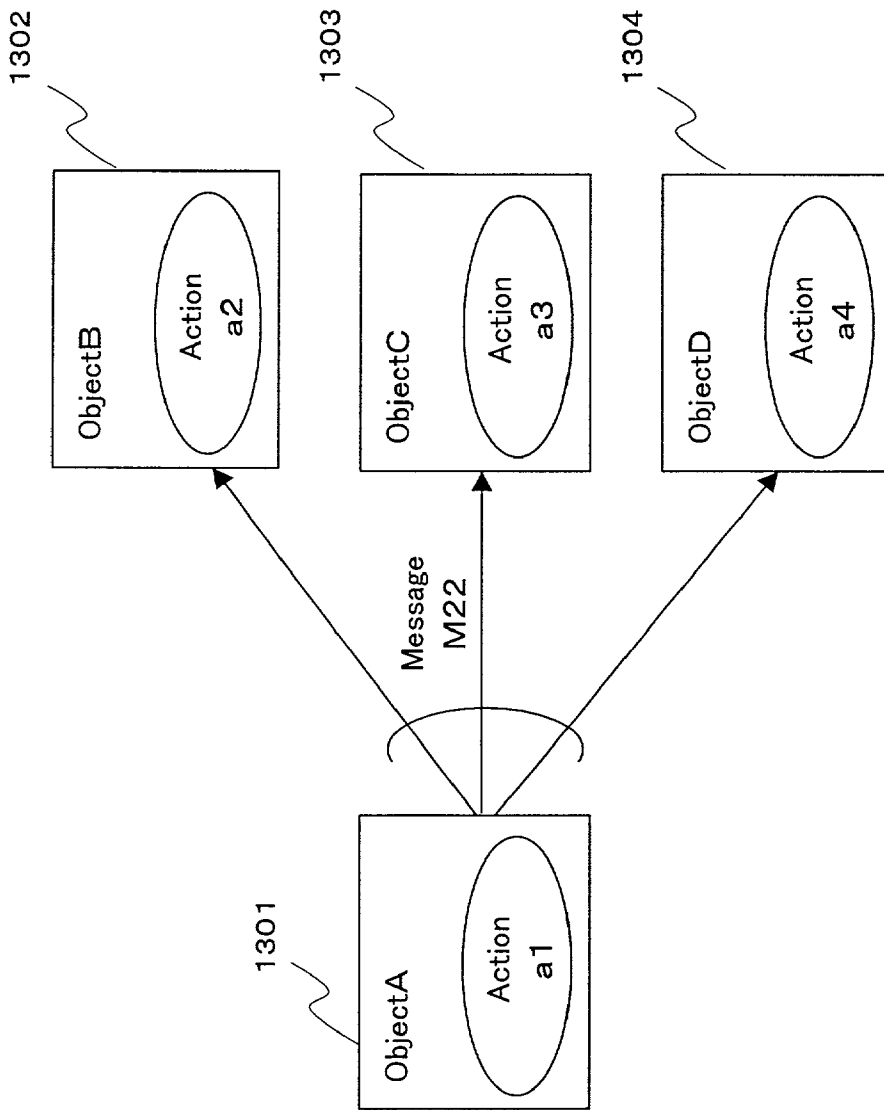 1301
ObjectA
Action
a1
Message
M22
1302
ObjectB
Action
a2
1303
ObjectC
Action
a3
1304
ObjectD
Action
a4